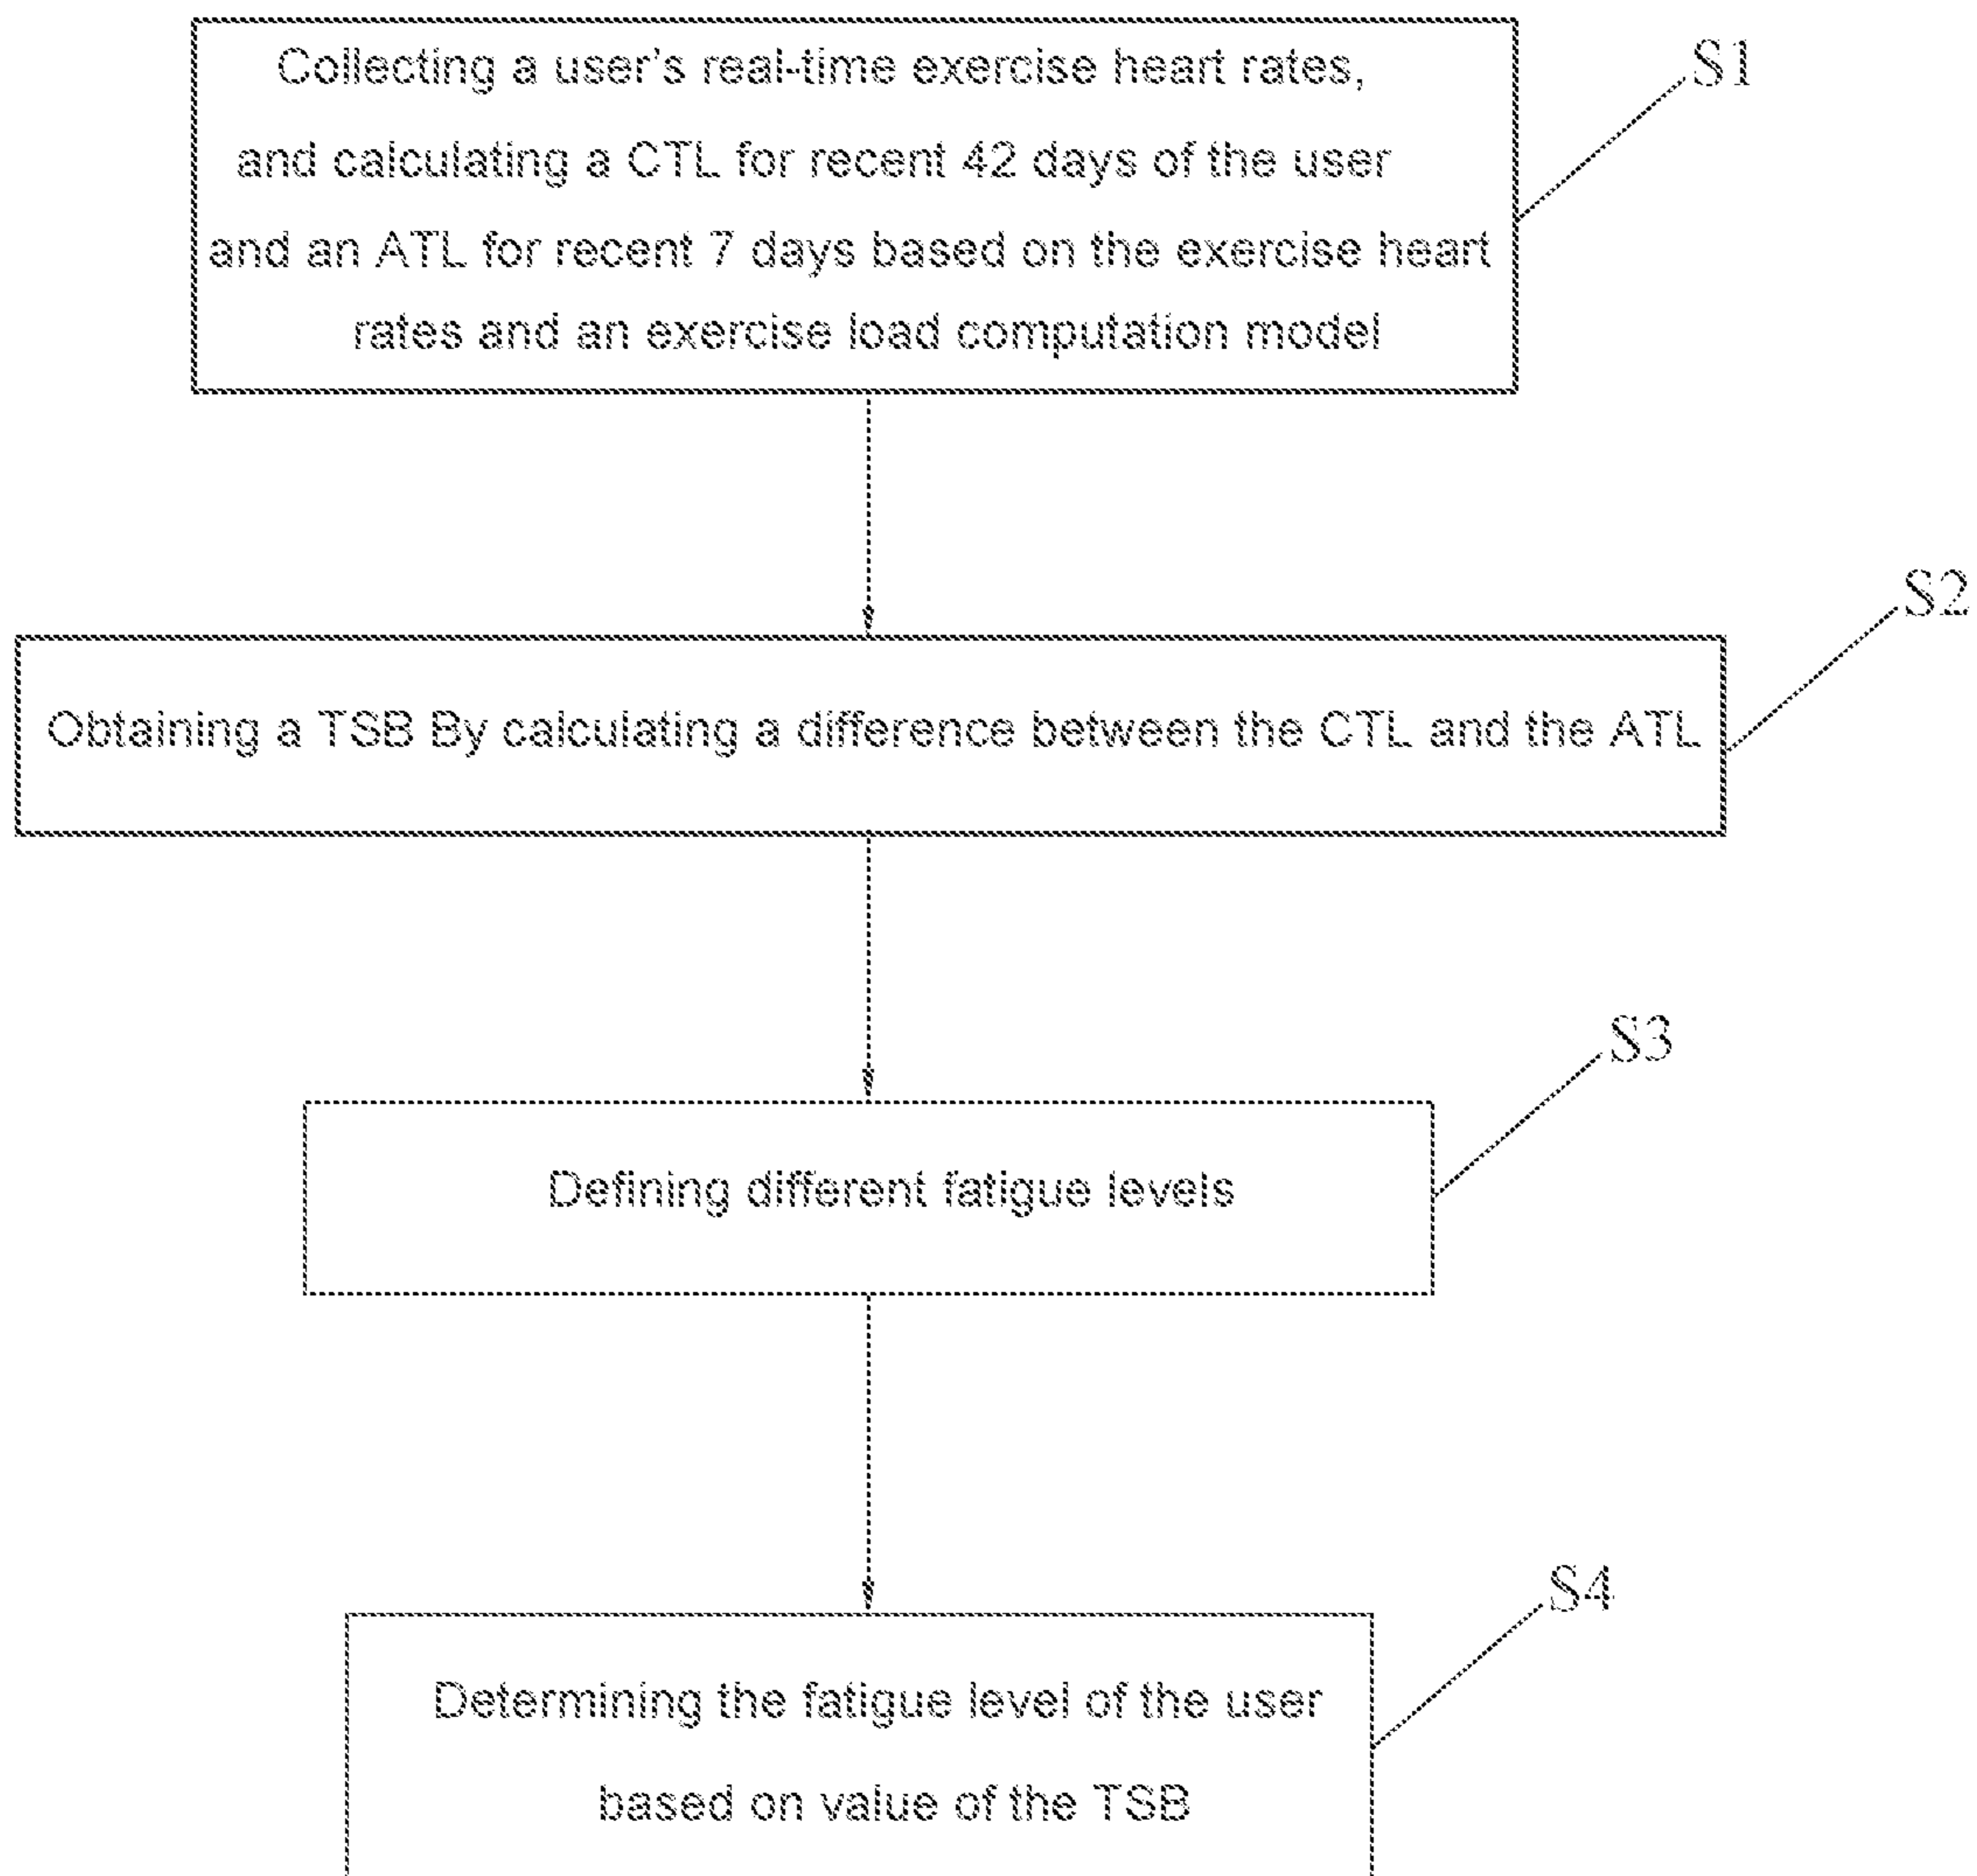 Collecting a user's real-time exercise heart rates,
S1
and calculating a CTL for recent 42 days of the user
and an ATL for recent 7 days based on the exercise heart
rates and an exercise load computation model
S2
Obtaining a TSB By calculating a difference between the CTL and the ATL
S3
Defining different fatigue levels
S4
Determining the fatigue level of the user
based on value of the TSB